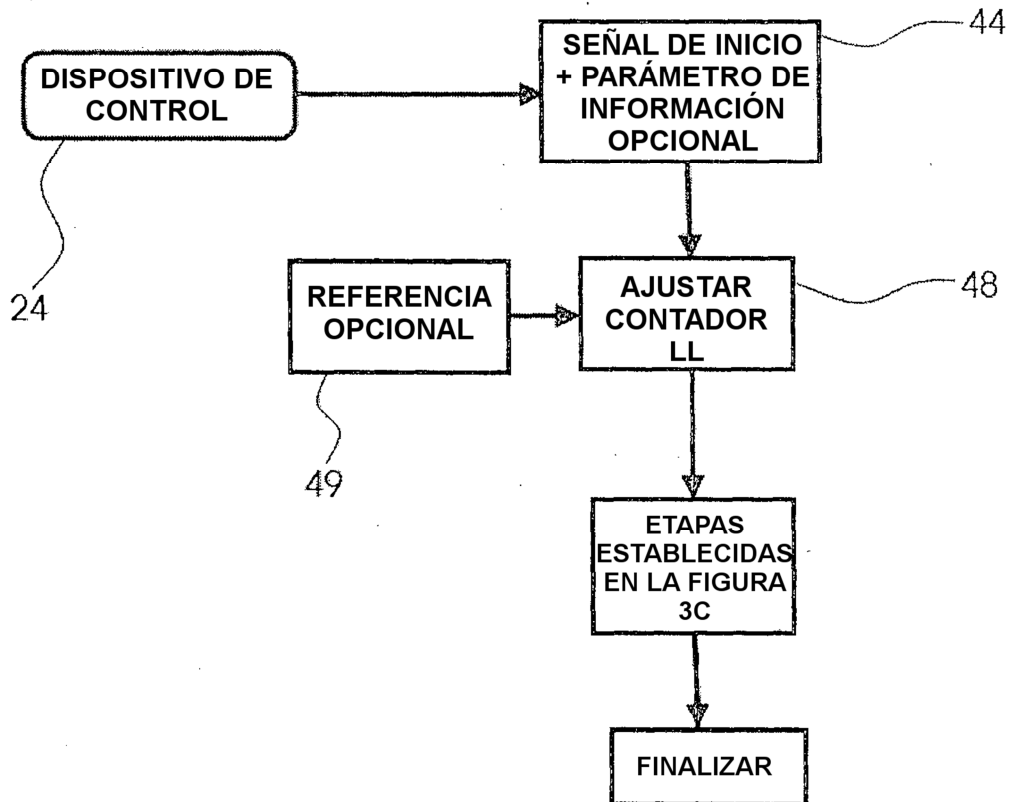 44
SEÑAL DE INICIO
+ PARÁMETRO DE
INFORMACIÓN
OPCIONAL
DISPOSITIVO DE
CONTROL
24
REFERENCIA
OPCIONAL
49
AJUSTAR
CONTADOR
LL
48
ETAPAS
ESTABLECIDAS
EN LA FIGURA
3C
FINALIZAR